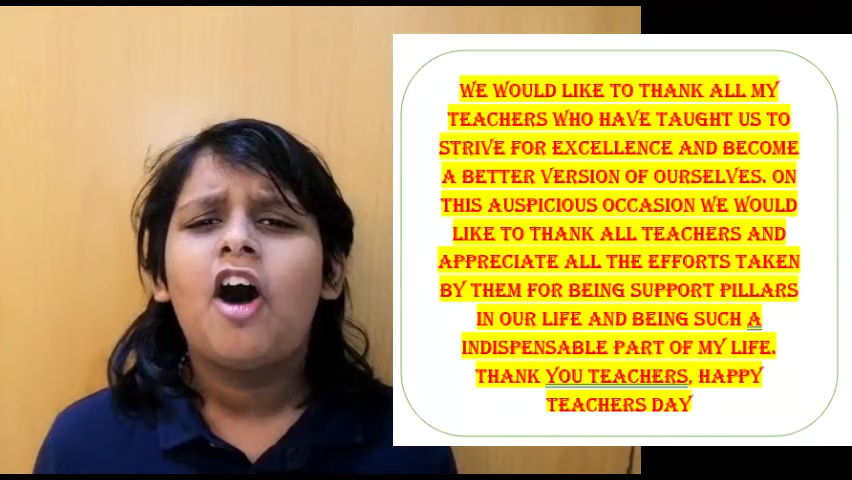 WE WOULD LIKE TO THANK ALL MY
TEACHERS WHO HAVE TAUGHT US TO
STRIVE FOR EXCELLENCE AND BECOME
A BETTER VERSION OF OURSELVES. ON
THIS AUSPICIOUS OCCASION WE WOULD
LIKE TO THANK ALL TEACHERS AND
APPRECIATE ALL THE EFFORTS TAKEN
BY THEM FOR BEING SUPPORT PILLARS
IN OUR LIFE AND BEING SUCH A
INDISPENSABLE PART OF MY LIFE.
THANK YOU TEACHERS, HAPPY
TEACHERS DAY